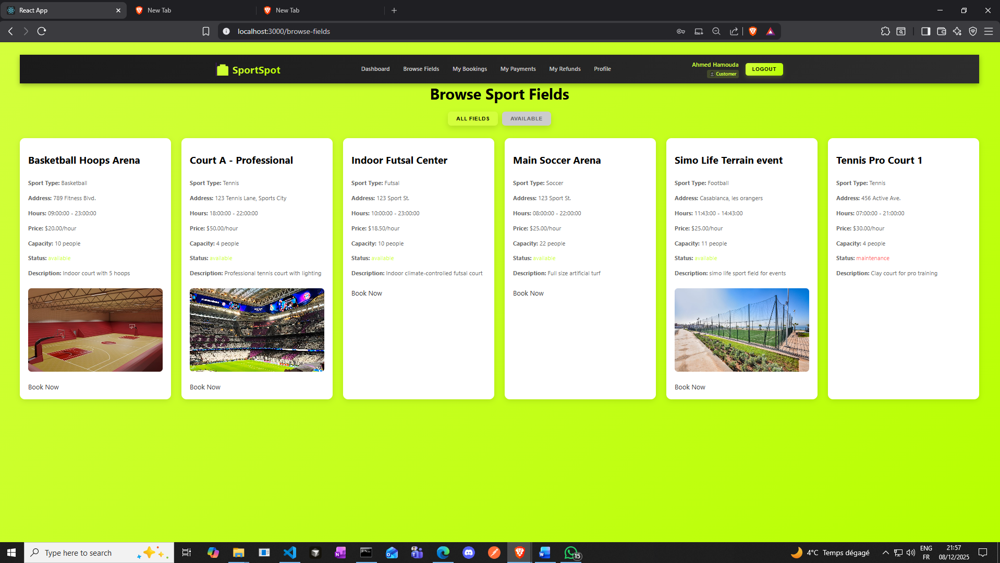 React App
New Tab
New Tab
localhost:3000/browse-fields
SportSpot
Dashboard
Browse Fields
My Bookings
My Payments
My Refunds
Profile
Ahmed Hamouda
Customer
LOGOUT
Browse Sport Fields
ALL FIELDS
AVAILABLE
Basketball Hoops Arena
Sport Type: Basketball
Address: 789 Fitness Blvd.
Hours: 09:00:00 - 23:00:00
Price: $20.00/hour
Capacity: 10 people
Status: available
Description: Indoor court with 5 hoops
Book Now
Court A - Professional
Sport Type: Tennis
Address: 123 Tennis Lane, Sports City
Hours: 18:00:00 - 22:00:00
Price: $50.00/hour
Capacity: 4 people
Status: available
Description: Professional tennis court with lighting
Book Now
Indoor Futsal Center
Sport Type: Futsal
Address: 123 Sport St.
Hours: 10:00:00 - 23:00:00
Price: $18.50/hour
Capacity: 10 people
Status: available
Description: Indoor climate-controlled futsal court
Book Now
Main Soccer Arena
Sport Type: Soccer
Address: 123 Sport St.
Hours: 08:00:00 - 22:00:00
Price: $25.00/hour
Capacity: 22 people
Status: available
Description: Full size artificial turf
Book Now
Simo Life Terrain event
Sport Type: Football
Address: Casablanca, les orangers
Hours: 11:43:00 - 14:43:00
Price: $25.00/hour
Capacity: 11 people
Status: available
Description: simo life sport field for events
Book Now
Tennis Pro Court 1
Sport Type: Tennis
Address: 456 Active Ave.
Hours: 07:00:00 - 21:00:00
Price: $30.00/hour
Capacity: 4 people
Status: maintenance
Description: Clay court for pro training
Type here to search
15
4°C Temps dégagé
ENG
FR
21:57
08/12/2025